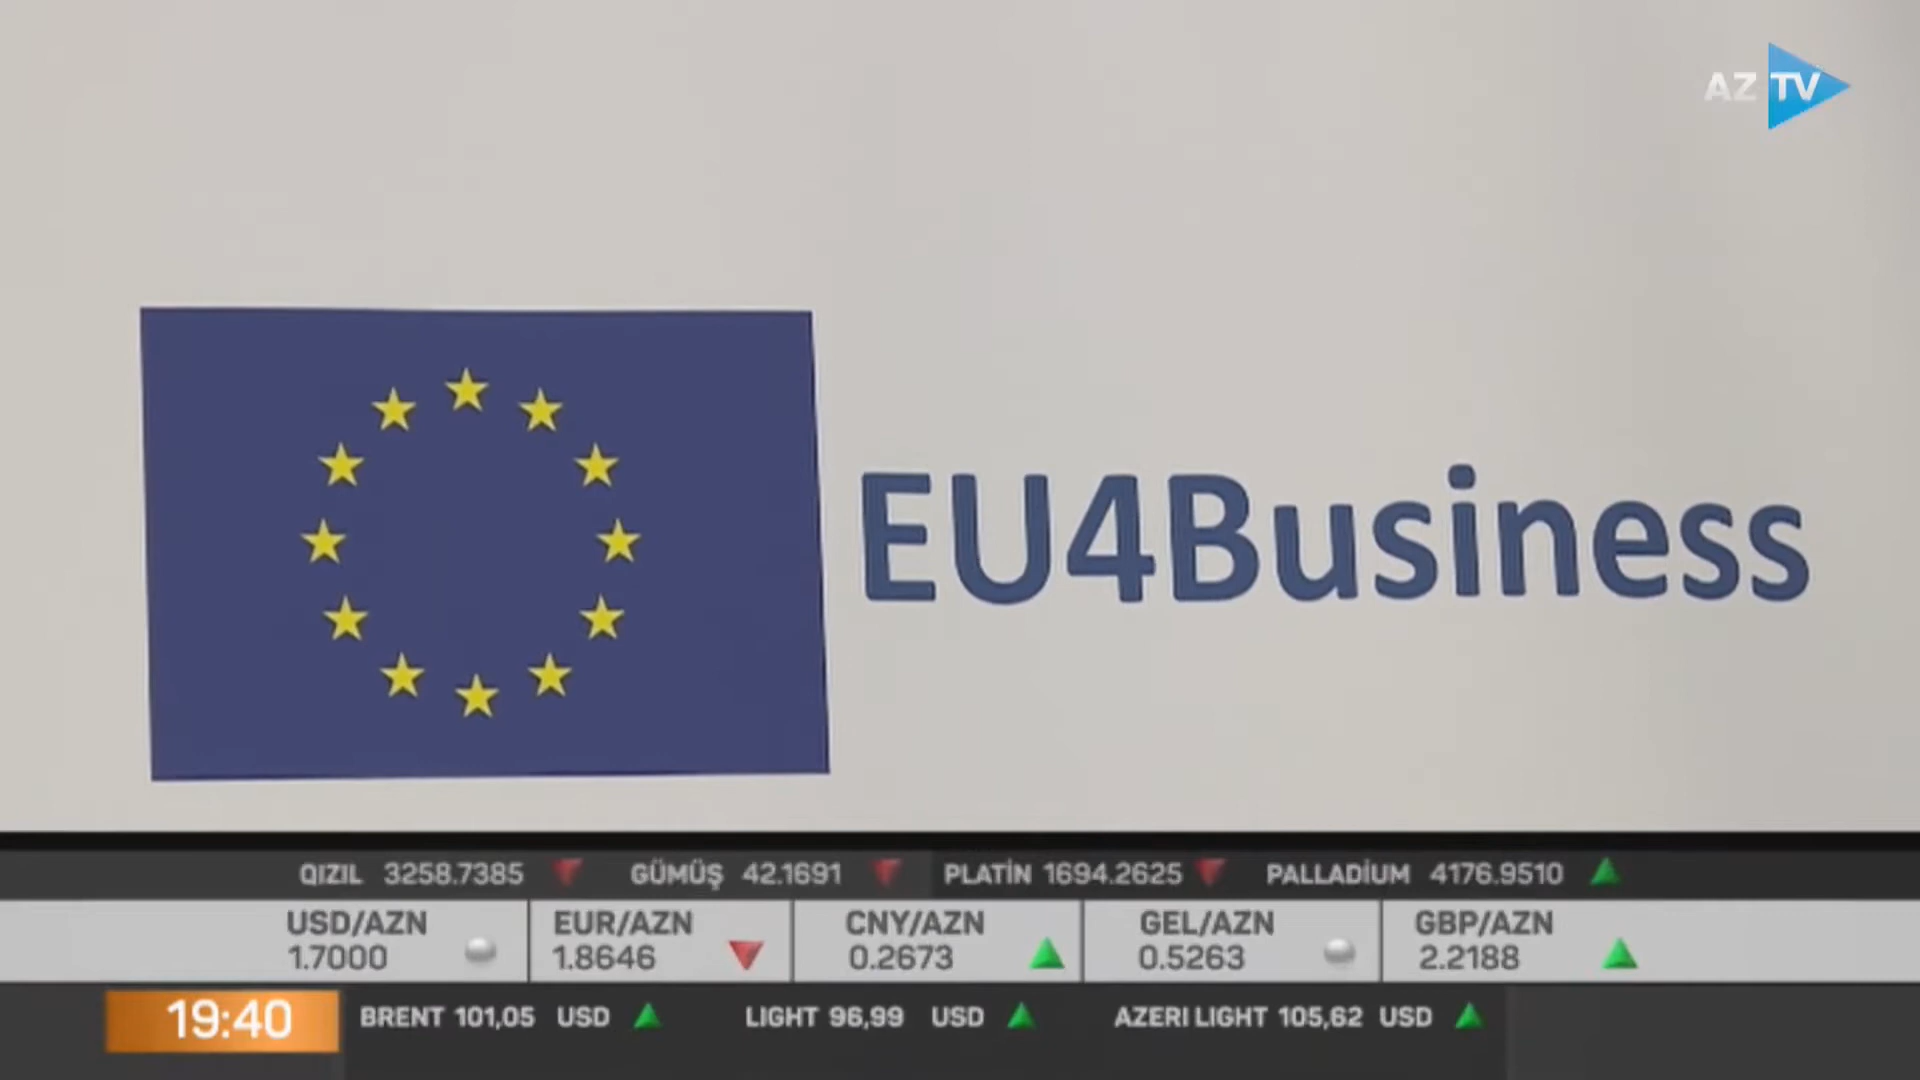 AZTV
EU4Business
QIZIL 3258.7385 GÜMÜŞ 42.1691 PLATİN 1694.2625 PALLADİUM 4176.9510
USD/AZN EUR/AZN CNY/AZN GEL/AZN GBP/AZN
1.7000 1.8646 0.2673 0.5263 2.2188
19:40 BRENT 101,05 USD LIGHT 96,99 USD AZERI LIGHT 105,62 USD